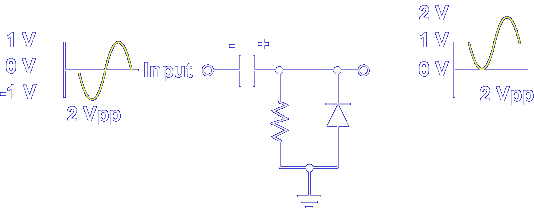 1 V
0 V
-1 V
2 Vpp
Input
- +
2 V
1 V
0 V
2 Vpp